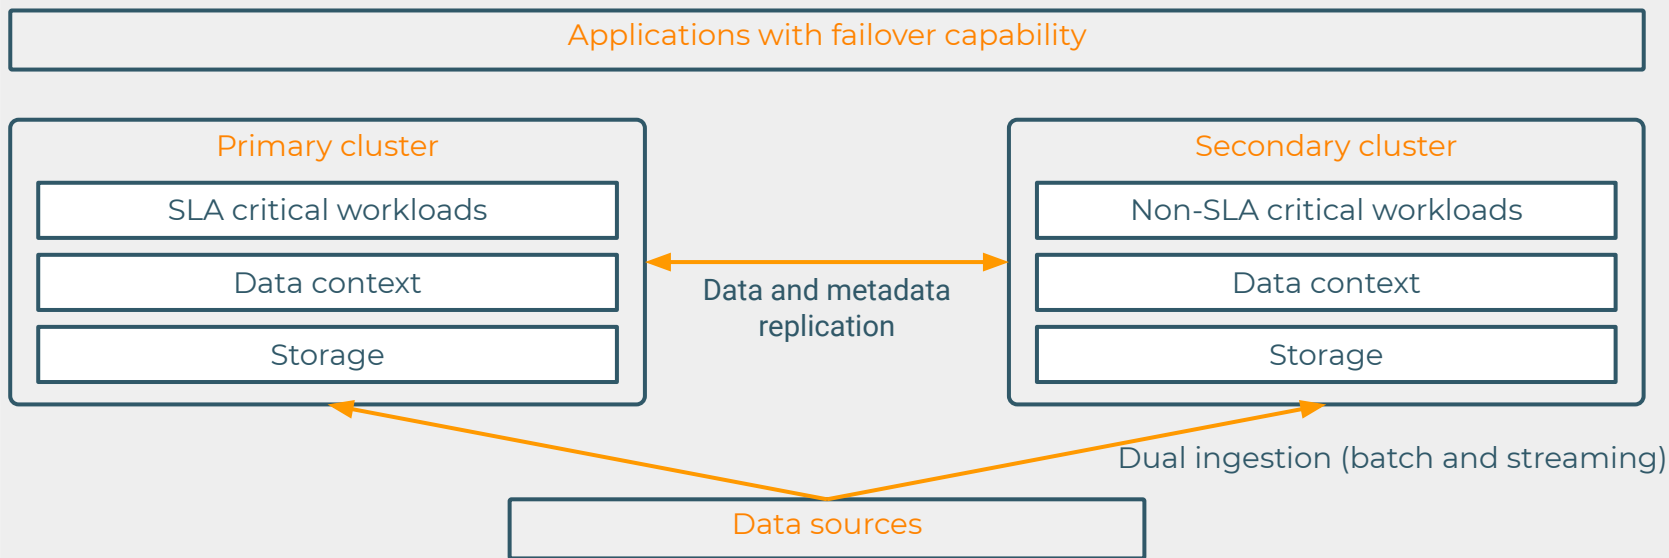 Applications with failover capability
Primary cluster
SLA critical workloads
Data context
Storage
Data and metadata
replication
Secondary cluster
Non-SLA critical workloads
Data context
Storage
Dual ingestion (batch and streaming)
Data sources